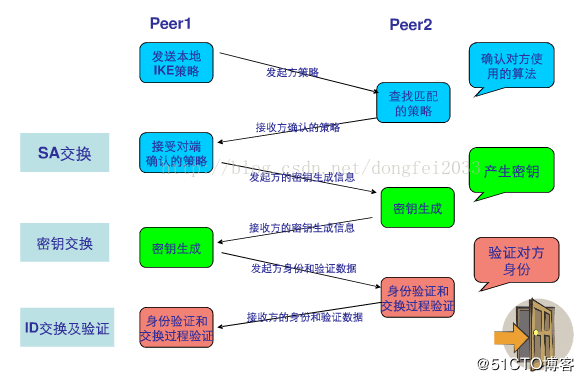 Peer1
Peer2
发送本地
IKE策略
发起方策略
确认对方使
用的算法
查找匹配
的策略
接收方确认的策略
SA交换
接受对端
确认的策略
http://blog.csdn.net/dongfei2033
发起方的密钥生成信息
产生密钥
密钥生成
接收方的密钥生成信息
密钥交换
密钥生成
发起方身份和验证数据
验证对方
身份
身份验证和
交换过程验证
接收方的身份和验证数据
ID交换及验证
身份验证和
交换过程验证
@51CTO博客